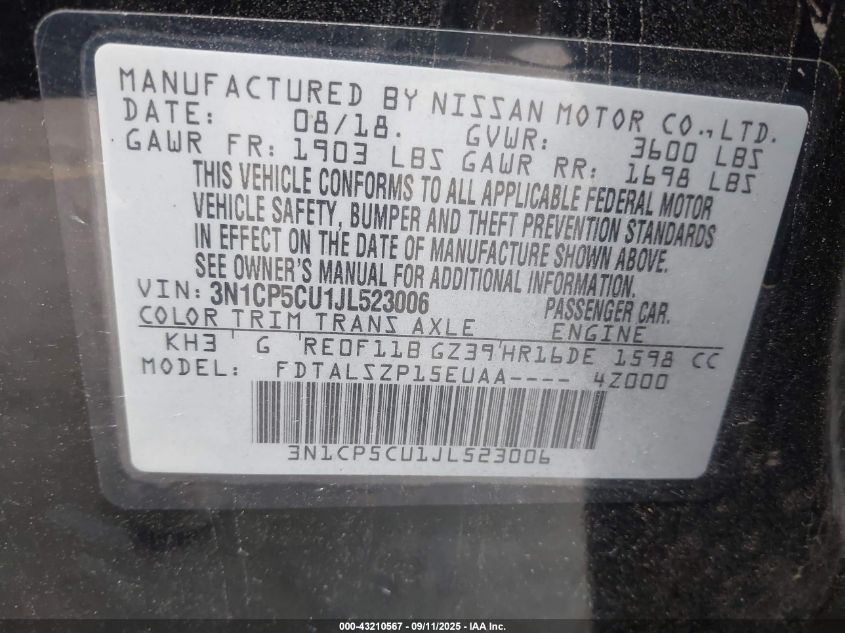 MANUFACTURED BY NISSAN MOTOR CO., LTD.
DATE: 08/18. GVWR: 3600 LBS
GAWR FR: 1903 LBS GAWR RR: 1698 LBS
THIS VEHICLE CONFORMS TO ALL APPLICABLE FEDERAL MOTOR
VEHICLE SAFETY, BUMPER AND THEFT PREVENTION STANDARDS
IN EFFECT ON THE DATE OF MANUFACTURE SHOWN ABOVE.
SEE OWNER'S MANUAL FOR ADDITIONAL INFORMATION.
VIN: 3N1CP5CU1JL523006 PASSENGER CAR.
COLOR TRIM TRANS AXLE ENGINE
KH3 G RE0F11B GZ39 HR16DE 1598 CC
MODEL: FDTALSZP15EUAA---- 4Z000
3N1CP5CU1JL523006
000-43210567 - 09/11/2025 - IAA Inc.